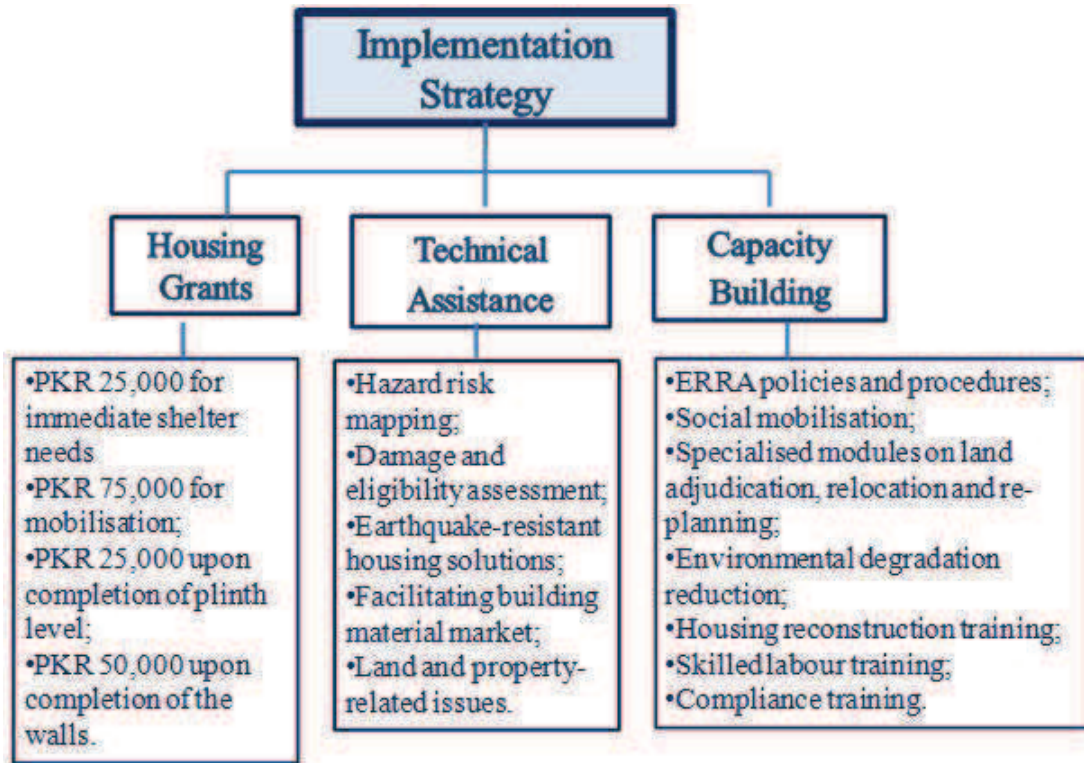 Implementation
Strategy
Housing
Grants
Technical
Assistance
Capacity
Building
•PKR 25,000 for
immediate shelter
needs
•PKR 75,000 for
mobilisation;
•PKR 25,000 upon
completion of plinth
level;
•PKR 50,000 upon
completion of the
walls.
•Hazard risk
mapping;
•Damage and
eligibility assessment;
•Earthquake-resistant
housing solutions;
•Facilitating building
material market;
•Land and property-
related issues.
•ERRA policies and procedures;
•Social mobilisation;
•Specialised modules on land
adjudication, relocation and re-
planning;
•Environmental degradation
reduction;
•Housing reconstruction training;
•Skilled labour training;
•Compliance training.